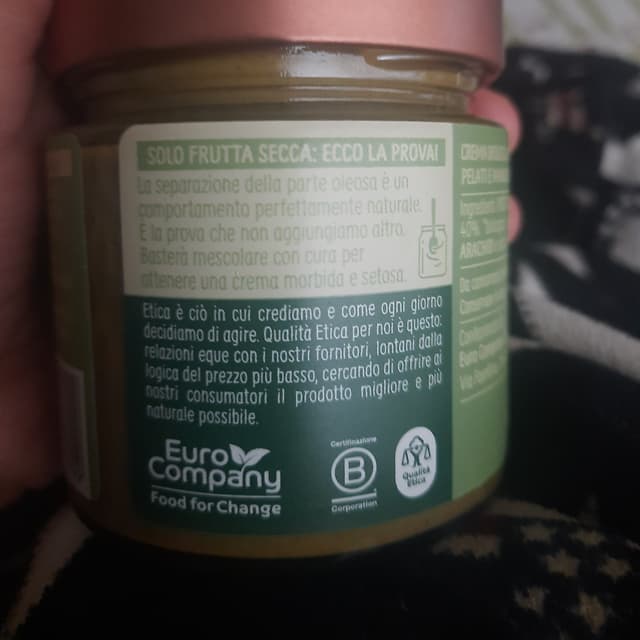 SOLO FRUTTA SECCA: ECCO LA PROVA!
La separazione della parte oleosa è un
comportamento perfettamente naturale.
È la prova che non aggiungiamo altro.
Basterà mescolare con cura per
ottenere una crema morbida e setosa.
Etica è ciò in cui crediamo e come ogni giorno
decidiamo di agire. Qualità Etica per noi è questo:
relazioni eque con i nostri fornitori, lontani dalla
logica del prezzo più basso, cercando di offrire ai
nostri consumatori il prodotto migliore e più
naturale possibile.
Euro
Company
Food for Change
Certificazione
B
Corporation
Qualità
Etica
CREMA
PELATI E